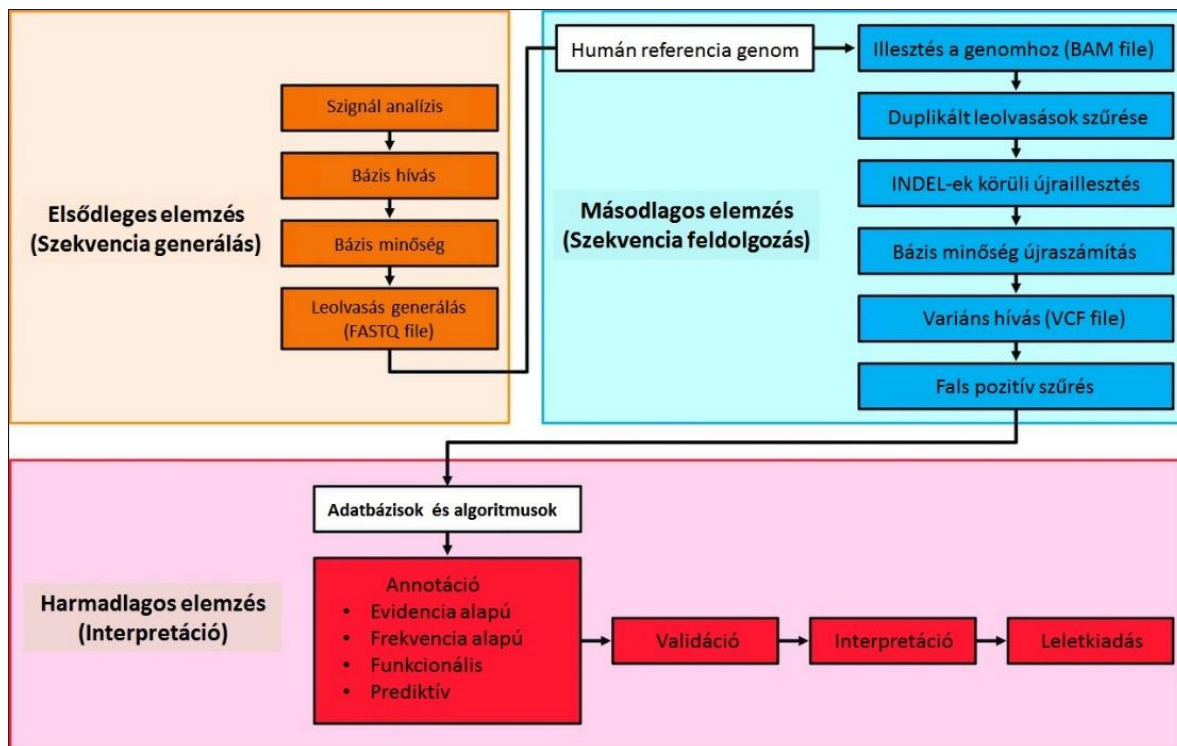 Elsődleges elemzés
(Szekvencia generálás)
Szignál analízis
Bázis hívás
Bázis minőség
Leolvasás generálás
(FASTQ file)
Humán referencia genom
Másodlagos elemzés
(Szekvencia feldolgozás)
Illesztés a genomhoz (BAM file)
Duplikált leolvasások szűrése
INDEL-ek körüli újraillesztés
Bázis minőség újraszámítás
Variáns hívás (VCF file)
Fals pozitív szűrés
Harmadlagos elemzés
(Interpretáció)
Adatbázisok és algoritmusok
Annotáció
• Evidencia alapú
• Frekvencia alapú
• Funkcionális
• Prediktív
Validáció
Interpretáció
Leletkiadás